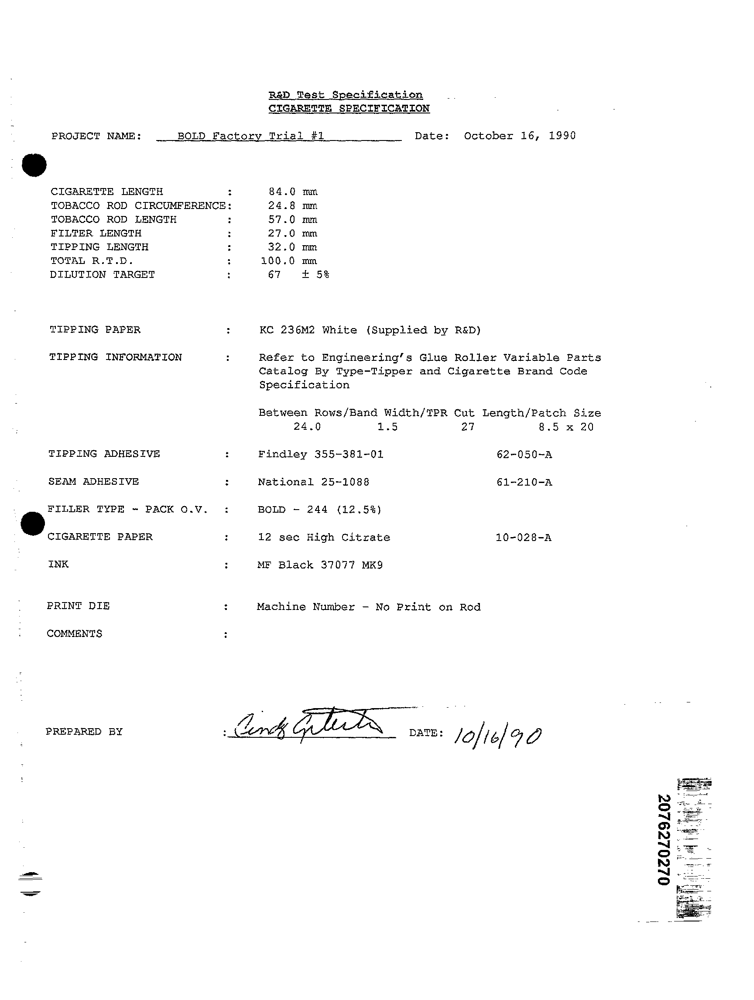 R&D Test Specification
CIGARETTE SPECIFICATION
PROJECT NAME: BOLD Factory Trial #1 Date: October 16, 1990
CIGARETTE LENGTH : 84.0 mm
TOBACCO ROD CIRCUMFERENCE: 24.8 mm
TOBACCO ROD LENGTH : 57.0 mm
FILTER LENGTH : 27.0 mm
TIPPING LENGTH : 32.0 mm
TOTAL R.T.D. : 100.0 mm
DILUTION TARGET : 67 ± 5%
TIPPING PAPER : KC 236M2 White (Supplied by R&D)
TIPPING INFORMATION : Refer to Engineering's Glue Roller Variable Parts
Catalog By Type-Tipper and Cigarette Brand Code
Specification
Between Rows/Band Width/TPR Cut Length/Patch Size
24.0 1.5 27 8.5 x 20
TIPPING ADHESIVE : Findley 355-381-01 62-050-A
SEAM ADHESIVE : National 25-1088 61-210-A
FILLER TYPE - PACK O.V. : BOLD - 244 (12.5%)
CIGARETTE PAPER : 12 sec High Citrate 10-028-A
INK : MF Black 37077 MK9
PRINT DIE : Machine Number - No Print on Rod
COMMENTS :
PREPARED BY : Cindy DATE: 10/16/90
2076270270